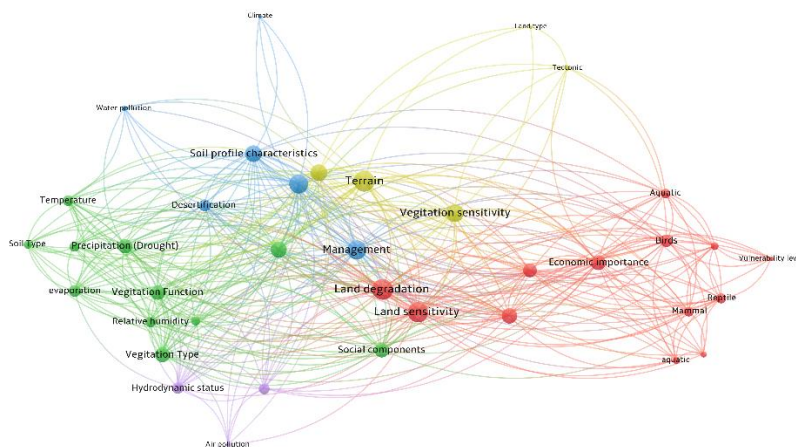 Climate
Land type
Tectonic
Water pollution
Soil profile characteristics
Terrain
Aquatic
Temperature
Desertification
Vegitation sensitivity
Soil Type
Precipitation (Drought)
Management
Birds
Economic importance
Vulnerability leve
evaporation
Vegitation Function
Land degradation
Reptile
Land sensitivity
Mammal
Relative humidity
Vegitation Type
Social components
aquatic
Hydrodynamic status
Air pollution